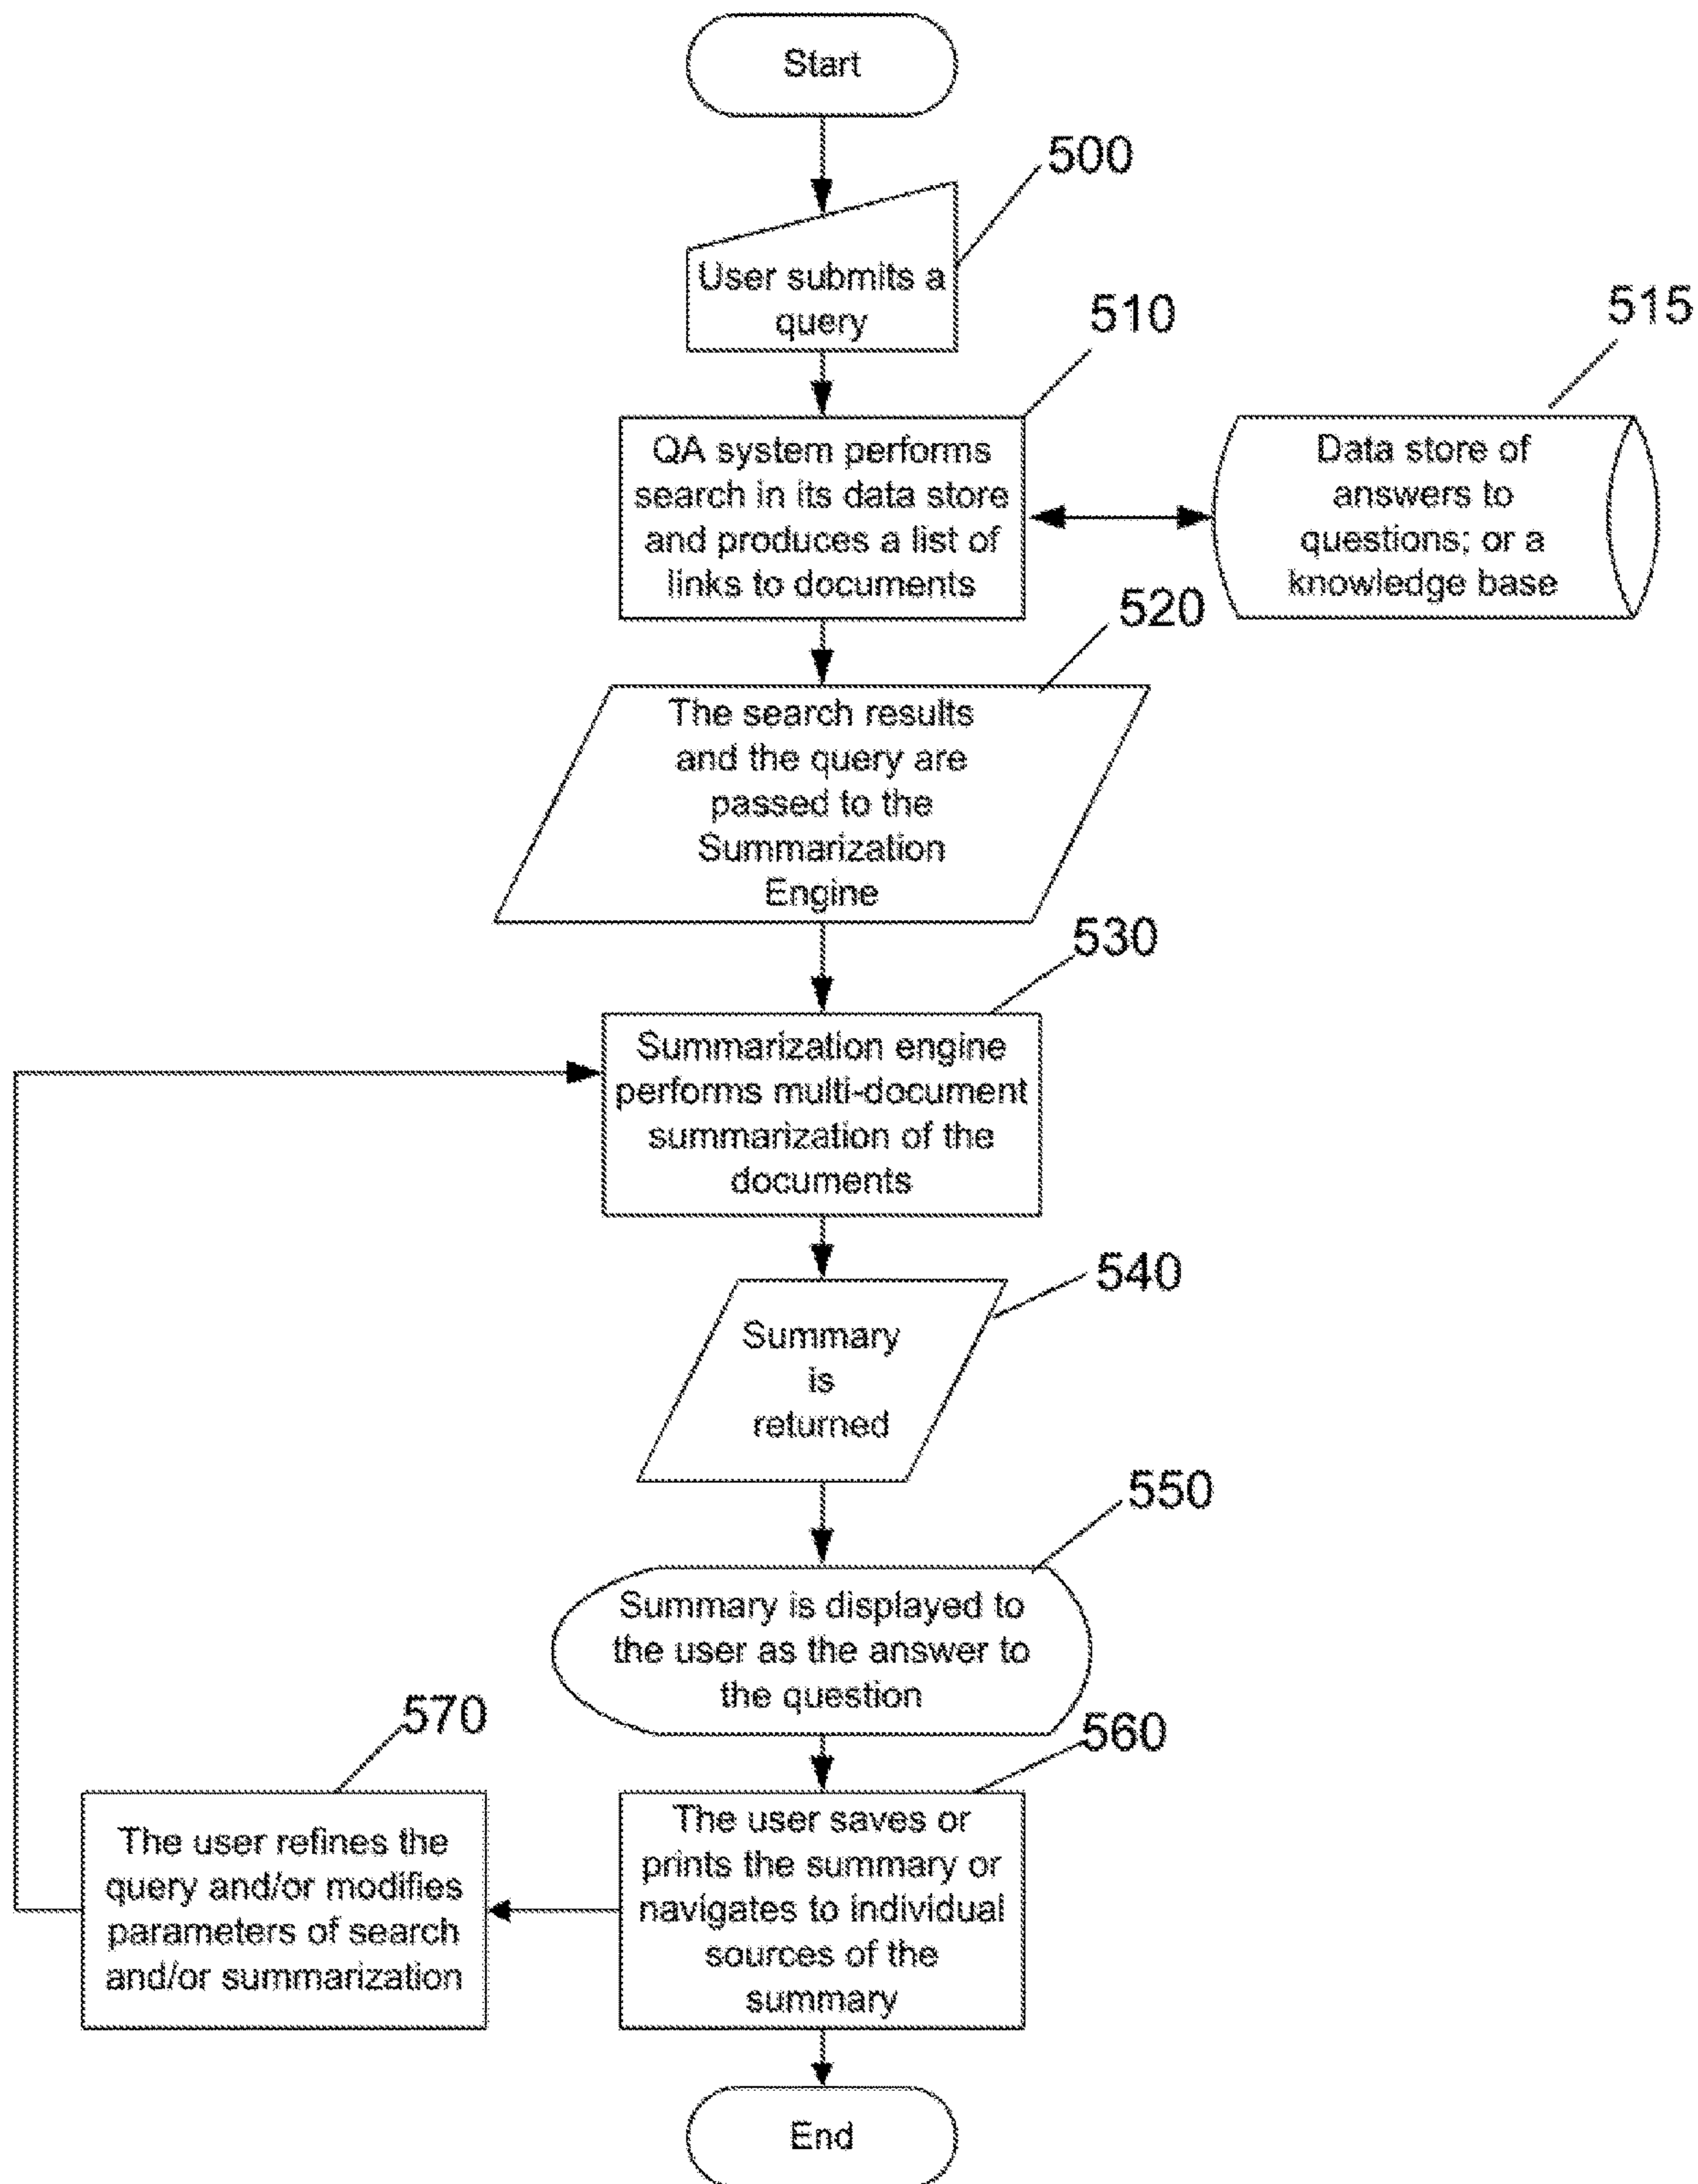 Start
500
User submits a
query
510
515
QA system performs
search in its data store
and produces a list of
links to documents
Data store of
answers to
questions; or a
knowledge base
520
The search results
and the query are
passed to the
Summarization
Engine
530
Summarization engine
performs multi-document
summarization of the
documents
540
Summary
is
returned
550
Summary is displayed to
the user as the answer to
the question
570
560
The user refines the
query and/or modifies
parameters of search
and/or summarization
The user saves or
prints the summary or
navigates to individual
sources of the
summary
End